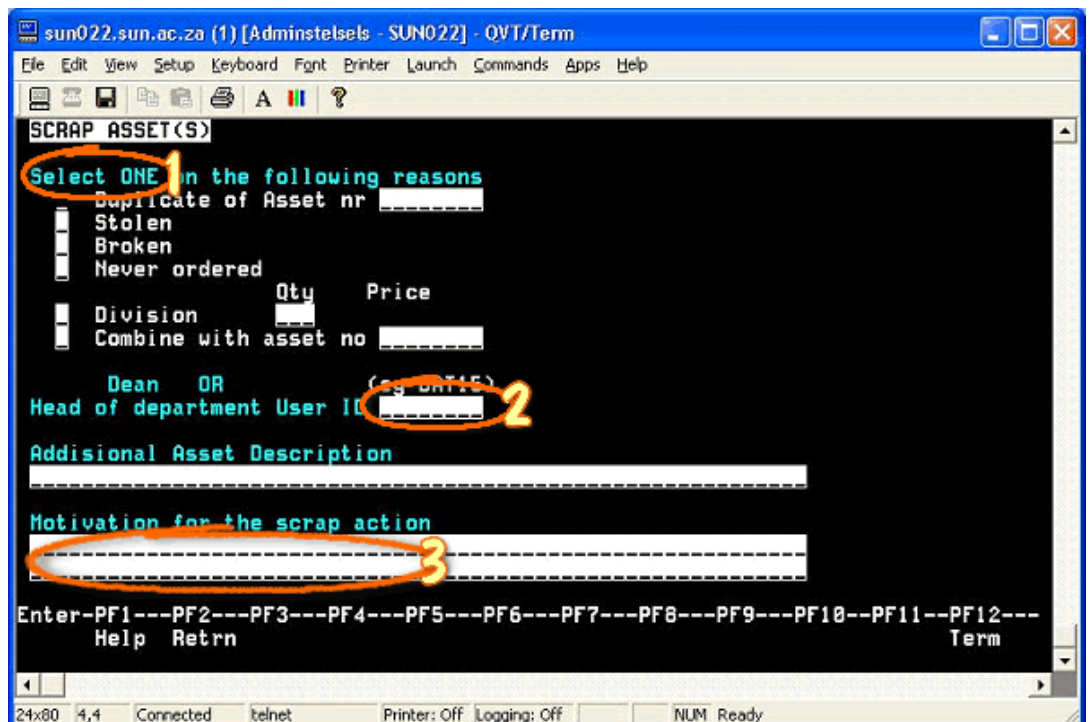 sun022.sun.ac.za (1) [Adminstelsels - SUN022] - QVT/Term
File Edit View Setup Keyboard Font Printer Launch Commands Apps Help
SCRAP ASSET(S)
1
Select ONE on the following reasons
Duplicate of Asset nr
Stolen
Broken
Never ordered
Qty Price
Division
Combine with asset no
Dean OR (eg DAT15)
Head of department User ID
2
Addisional Asset Description
Motivation for the scrap action
3
Enter-PF1---PF2---PF3---PF4---PF5---PF6---PF7---PF8---PF9---PF10--PF11--PF12---
Help Retrn Term
24x80 4,4 Connected telnet Printer: Off Logging: Off NUM Ready